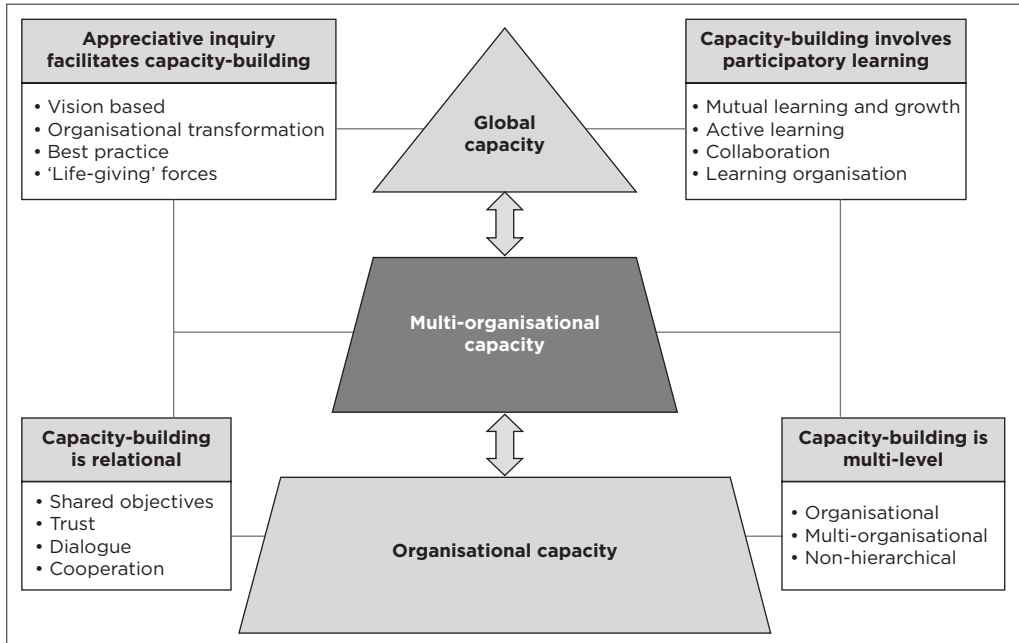 Appreciative inquiry
facilitates capacity-building
• Vision based
• Organisational transformation
• Best practice
• ‘Life-giving’ forces
Global
capacity
Capacity-building involves
participatory learning
• Mutual learning and growth
• Active learning
• Collaboration
• Learning organisation
Multi-organisational
capacity
Capacity-building
is relational
• Shared objectives
• Trust
• Dialogue
• Cooperation
Organisational capacity
Capacity-building is
multi-level
• Organisational
• Multi-organisational
• Non-hierarchical